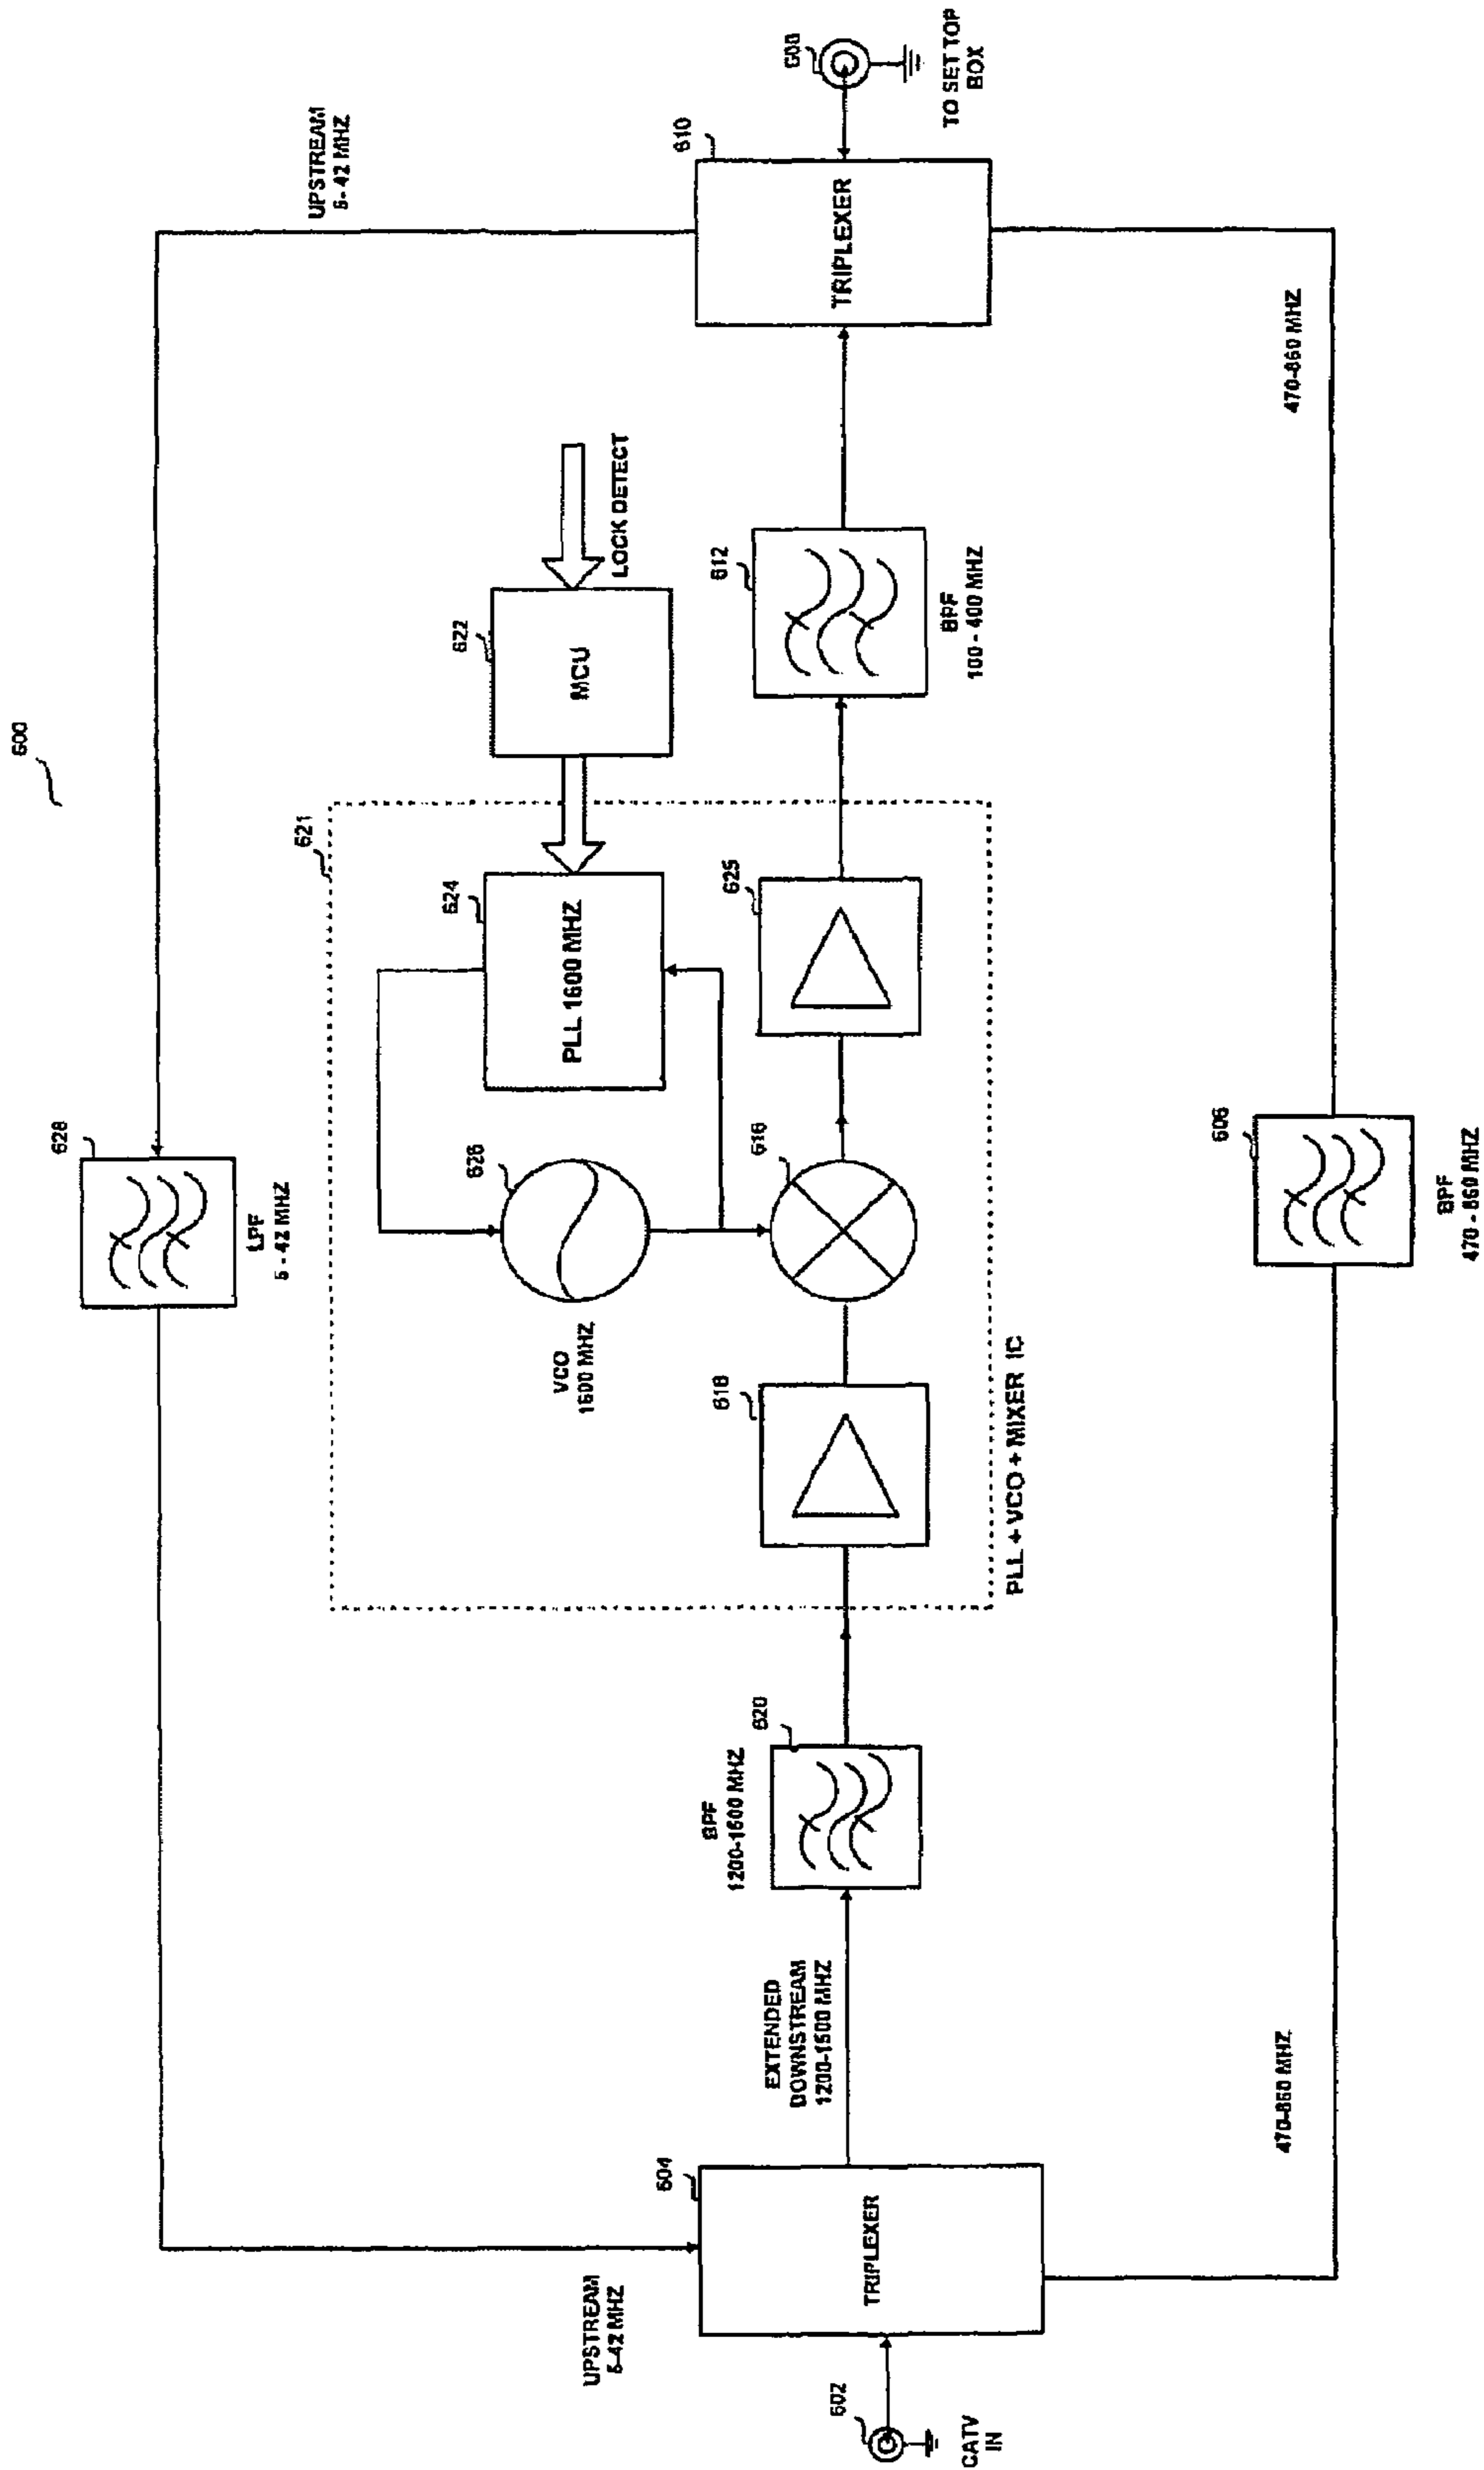 600
UPSTREAM
5-42 MHZ
628
LPF
5-42 MHZ
UPSTREAM
5-42 MHZ
621
624
PLL 1600 MHZ
622
MCU
LOCK DETECT
626
VCO
1600 MHZ
602
CATV
IN
604
TRIPLEXER
EXTENDED
DOWNSTREAM
1200-1500 MHZ
BPF
1200-1600 MHZ
620
618
616
625
612
BPF
100-400 MHZ
610
TRIPLEXER
608
TO SET TOP
BOX
PLL + VCO + MIXER IC
470-860 MHZ
606
BPF
470-860 MHZ
470-860 MHZ